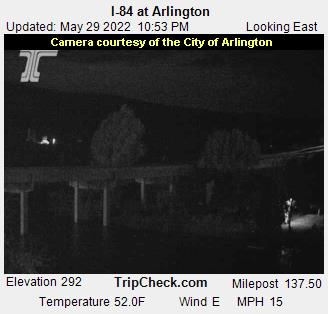 I-84 at Arlington
Updated: May 29 2022 10:53 PM Looking East
Camera courtesy of the City of Arlington
Elevation 292 TripCheck.com Milepost 137.50
Temperature 52.0F Wind E MPH 15